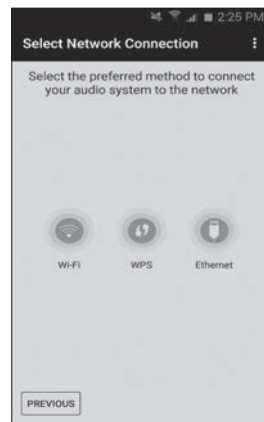 2:25 PM
Select Network Connection
Select the preferred method to connect
your audio system to the network
Wi-Fi
WPS
Ethernet
PREVIOUS